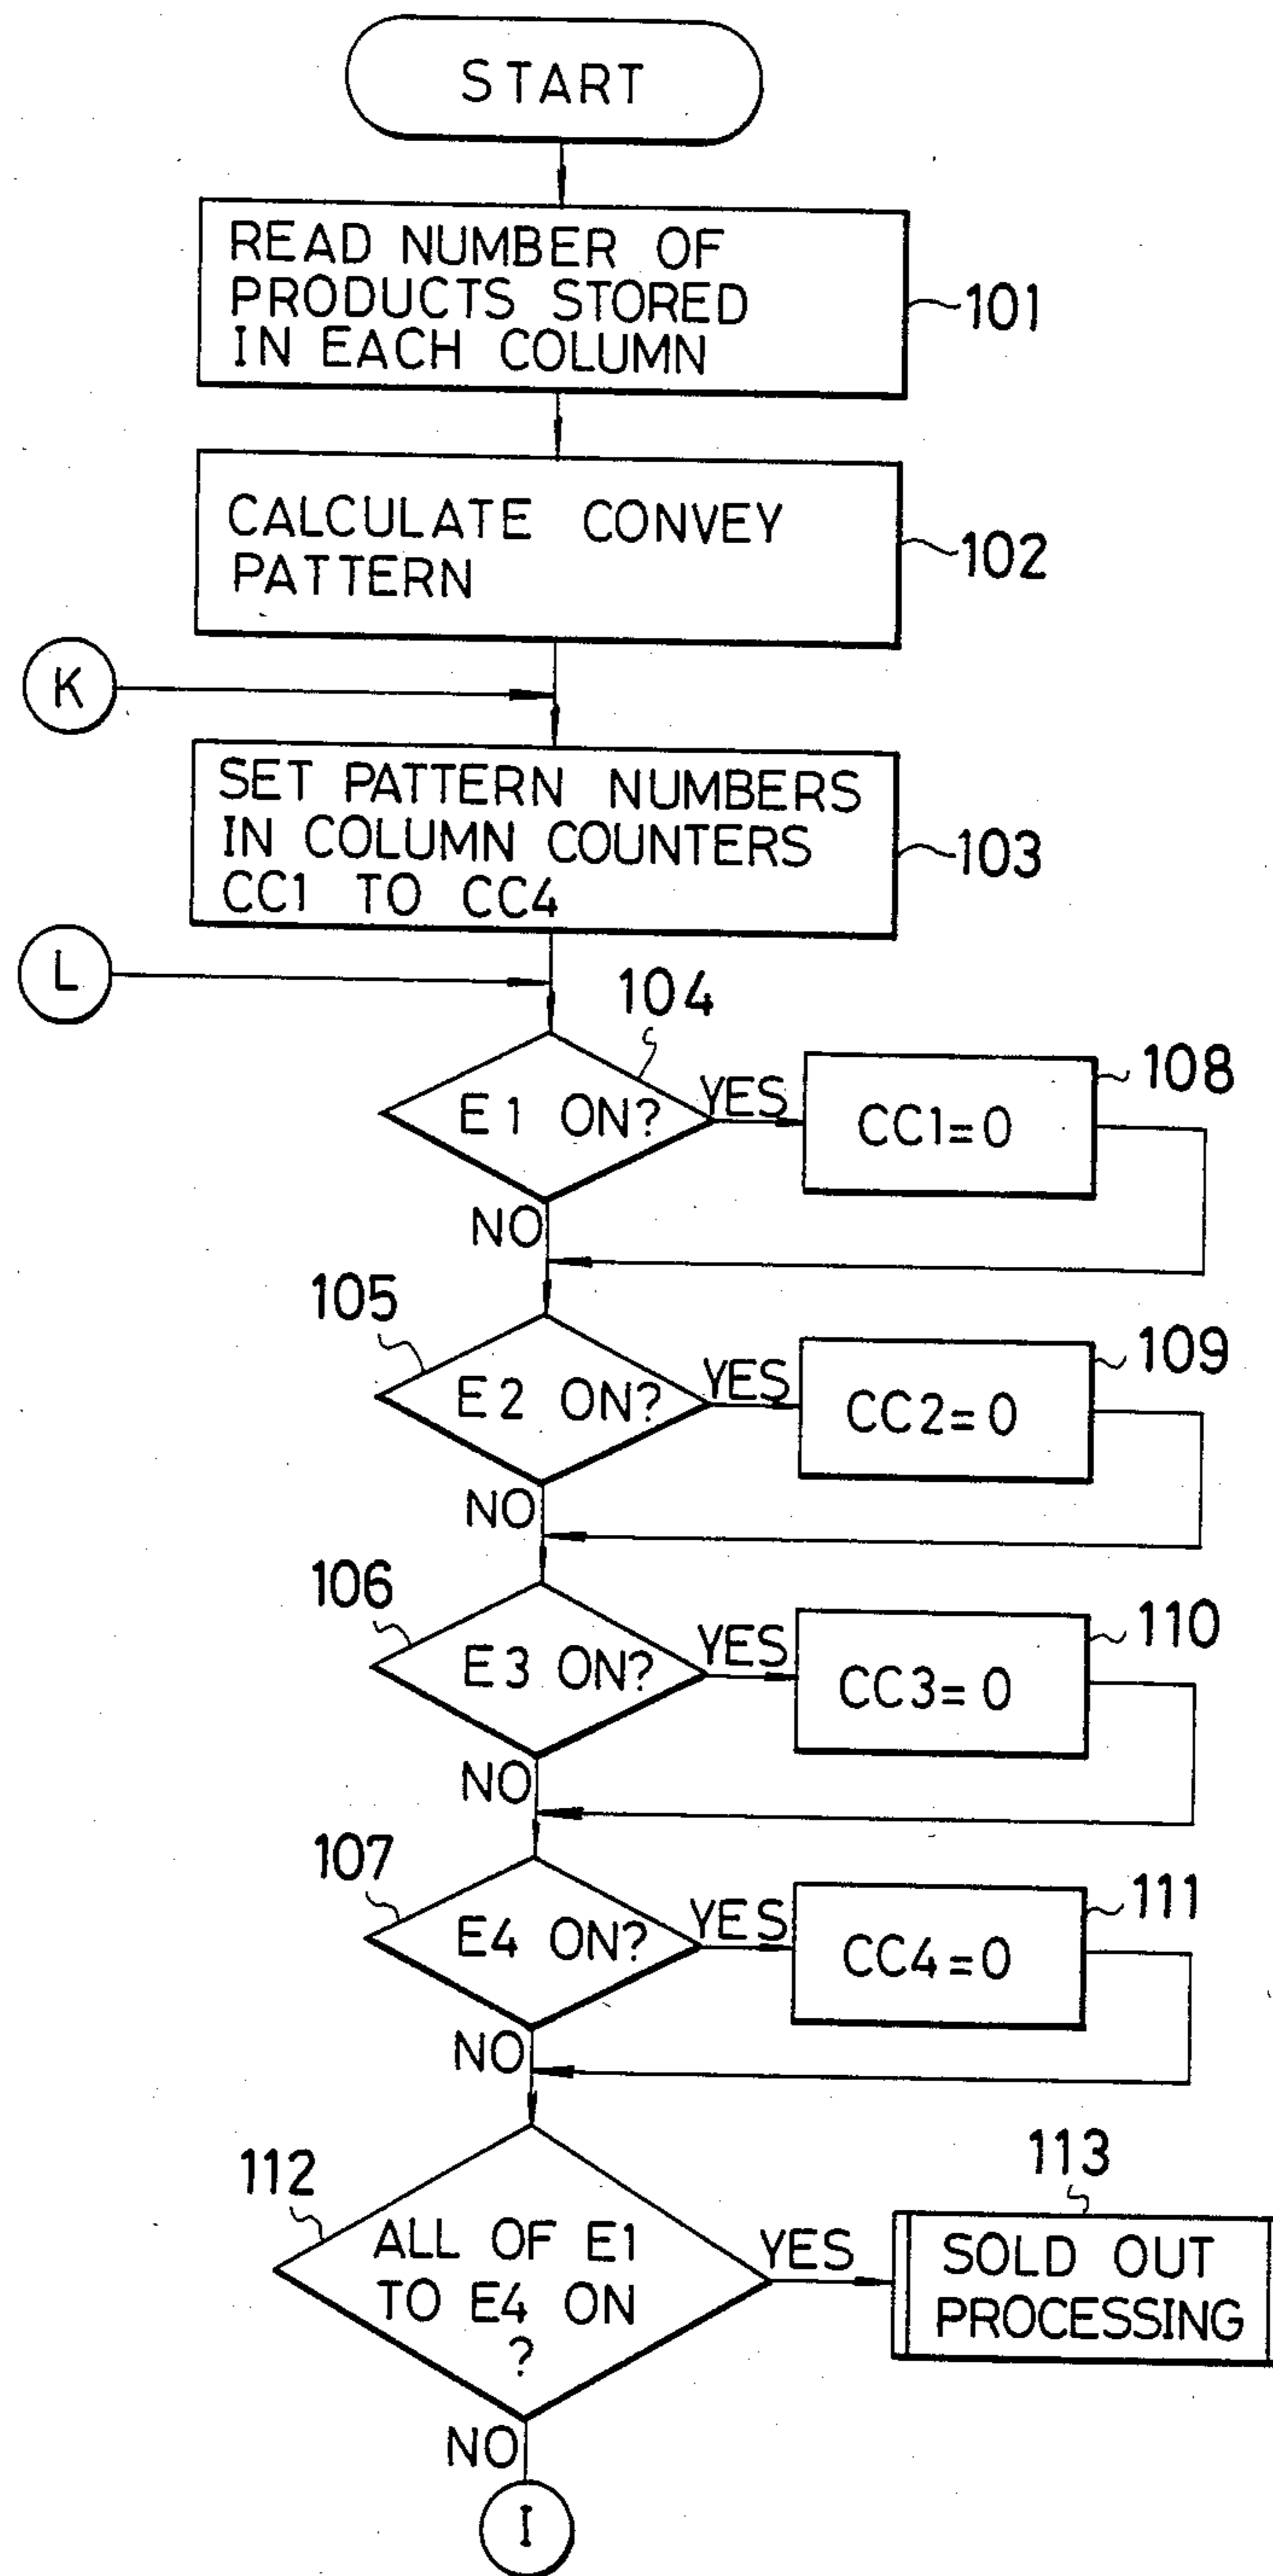 START
READ NUMBER OF
PRODUCTS STORED
IN EACH COLUMN
101
CALCULATE CONVEY
PATTERN
102
K
SET PATTERN NUMBERS
IN COLUMN COUNTERS
CC1 TO CC4
103
L
104
E1 ON?
YES
CC1=0
108
NO
105
E2 ON?
YES
CC2=0
109
NO
106
E3 ON?
YES
CC3=0
110
NO
107
E4 ON?
YES
CC4=0
111
NO
112
ALL OF E1
TO E4 ON
?
YES
113
SOLD OUT
PROCESSING
NO
I